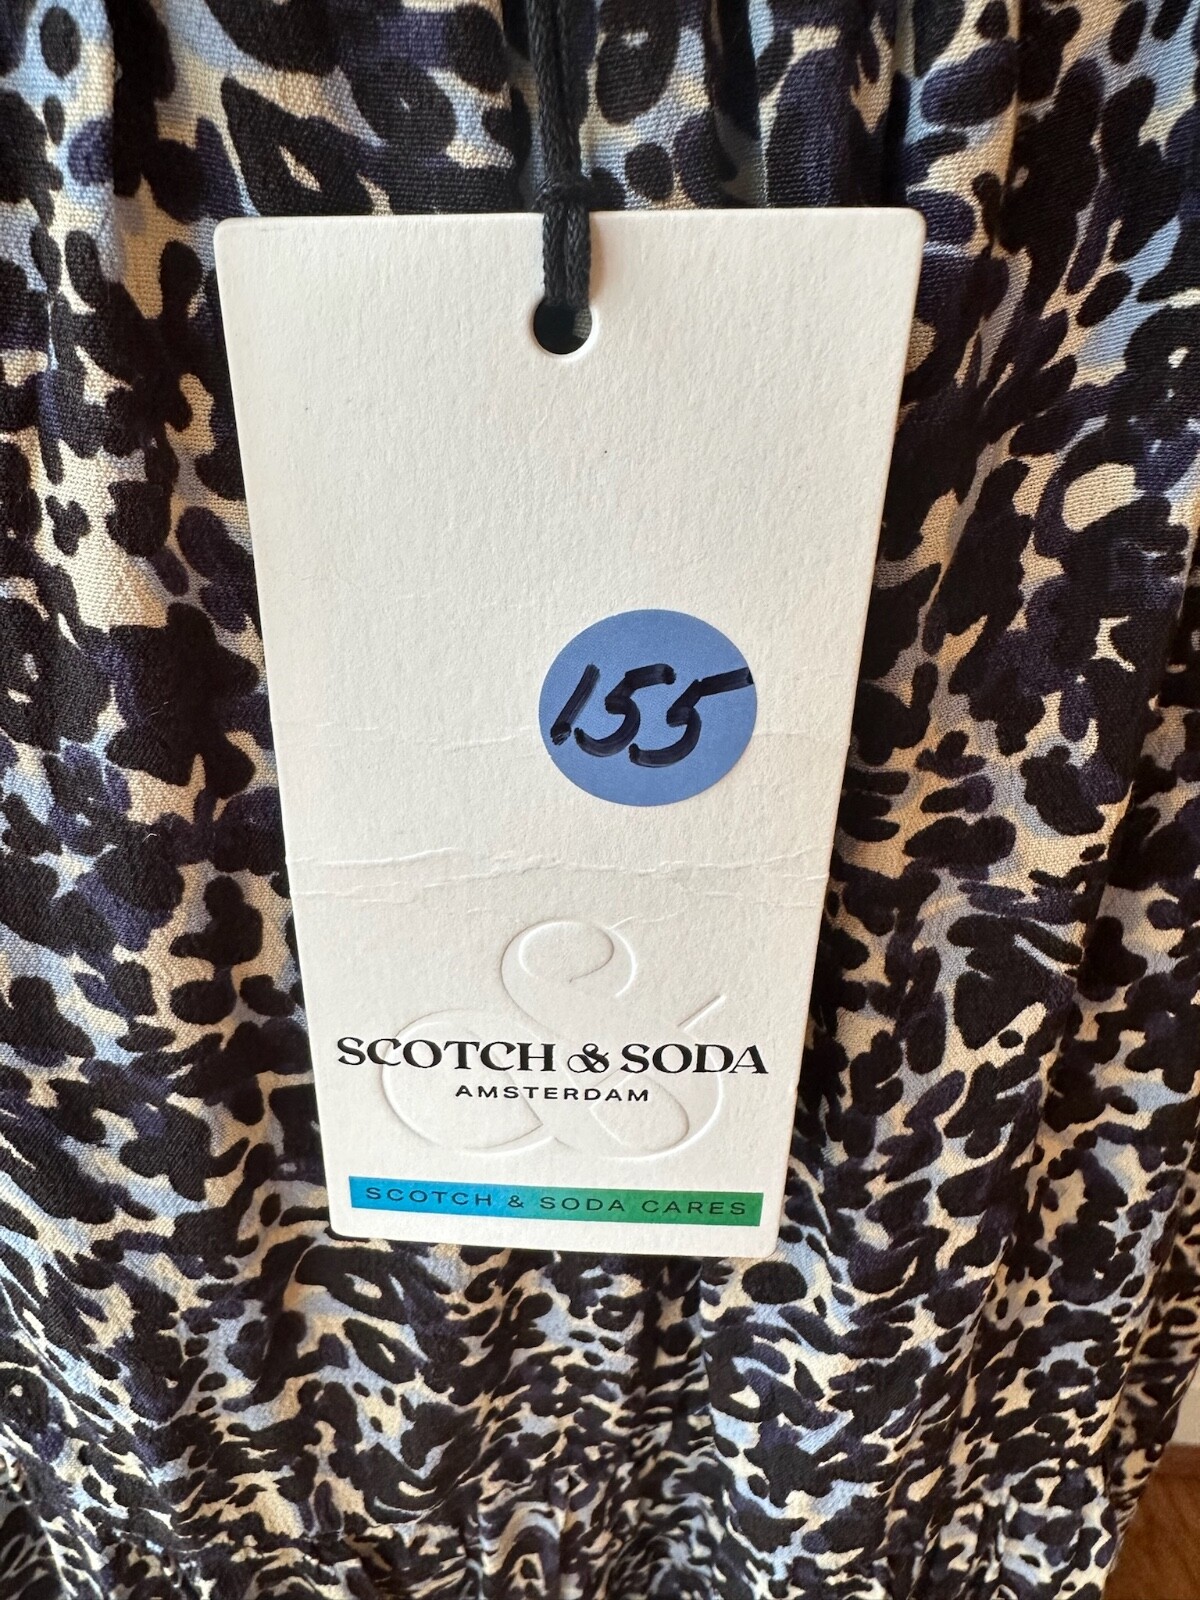 155
SCOTCH & SODA
AMSTERDAM
SCOTCH & SODA CARES